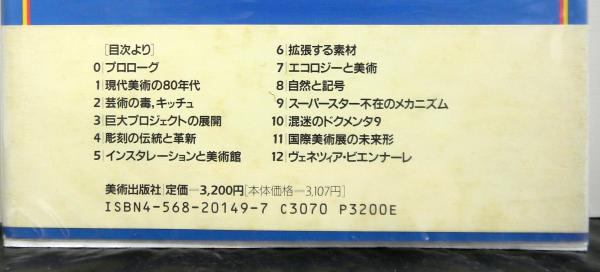 [目次より]
0|プロローグ
1|現代美術の80年代
2|芸術の毒,キッチュ
3|巨大プロジェクトの展開
4|彫刻の伝統と革新
5|インスタレーションと美術館
6|拡張する素材
7|エコロジーと美術
8|自然と記号
9|スーパースター不在のメカニズム
10|混迷のドクメンタ9
11|国際美術展の未来形
12|ヴェネツィア・ビエンナーレ
美術出版社|定価―3,200円[本体価格―3,107円]
ISBN4-568-20149-7 C3070 P3200E